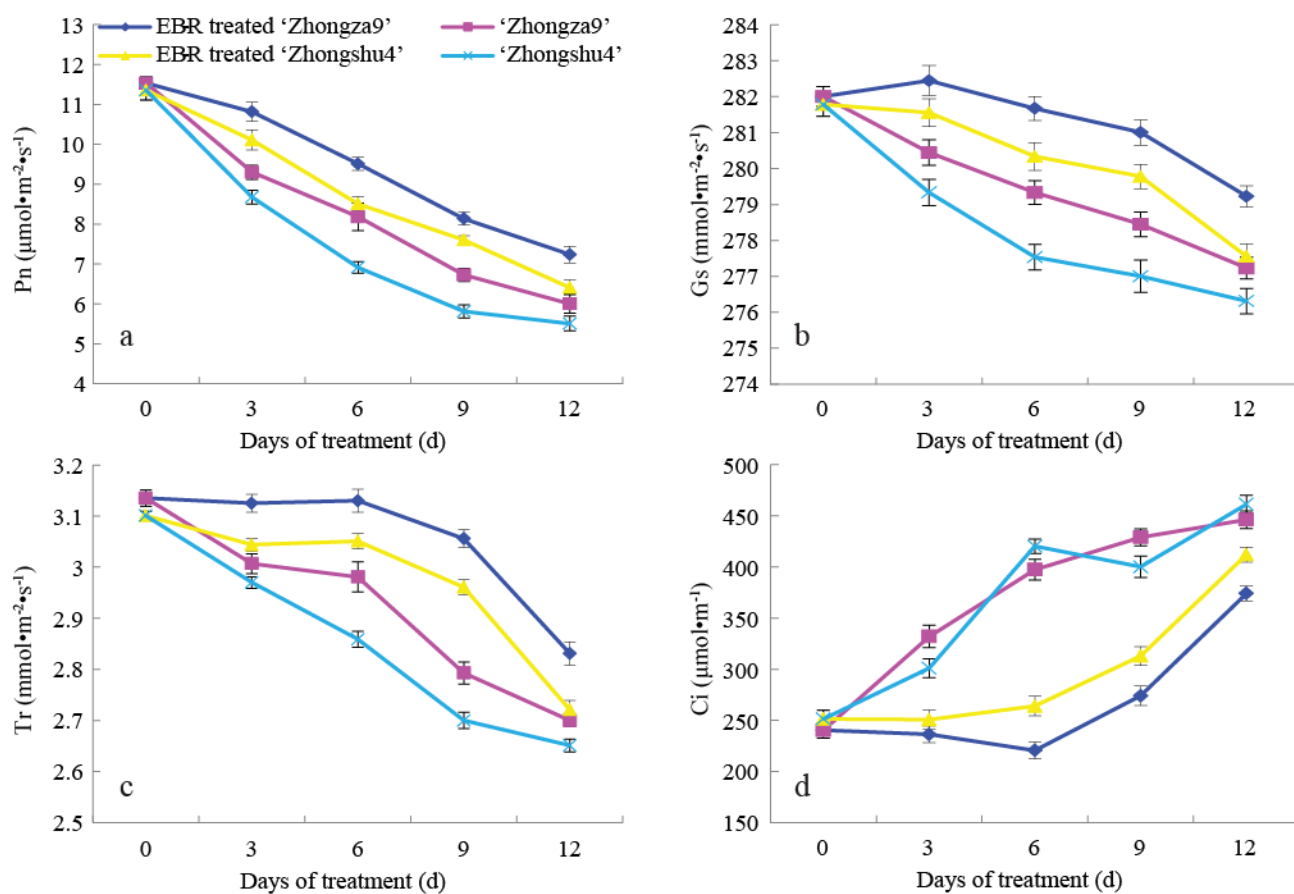 EBR treated ‘Zhongza9’ ‘Zhongza9’
EBR treated ‘Zhongshu4’ ‘Zhongshu4’
Pn (μmol•m⁻²•s⁻¹)
13
12
11
10
9
8
7
6
5
4
a
0 3 6 9 12
Days of treatment (d)
Gs (mmol•m⁻²•s⁻¹)
284
283
282
281
280
279
278
277
276
275
274
b
0 3 6 9 12
Days of treatment (d)
Tr (mmol•m⁻²•s⁻¹)
3.2
3.1
3
2.9
2.8
2.7
2.6
2.5
c
0 3 6 9 12
Days of treatment (d)
Ci (μmol•m⁻¹)
500
450
400
350
300
250
200
150
d
0 3 6 9 12
Days of treatment (d)